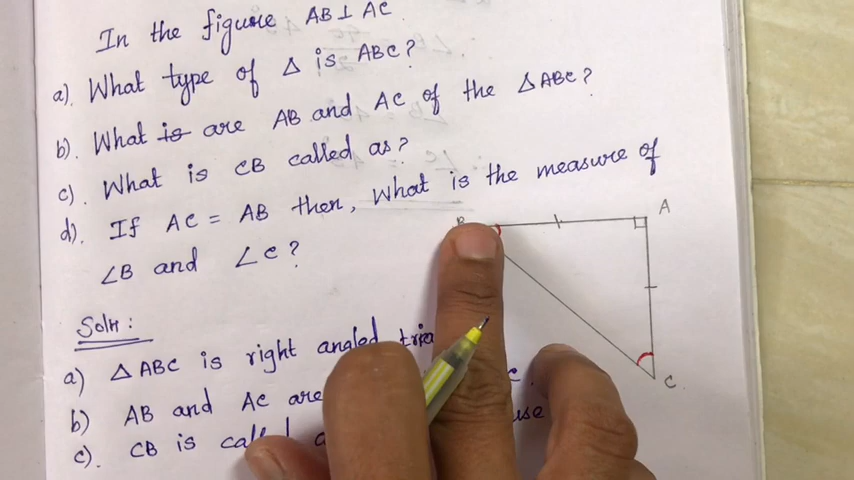 In the figure AB⊥AC.
a). What type of Δ is ABC?
b). What is are AB and AC of the ΔABC?
c). What is CB called as?
d). If AC = AB then, What is the measure of
∠B and ∠C?
A
C.
Soln:
a) ΔABC is right angled
b) AB and AC are
c). CB is